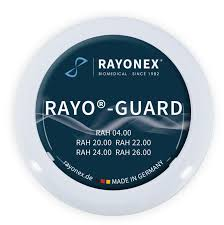 RAYONEX®
BIOMEDICAL · SINCE 1982
RAYO®-GUARD
RAH 04.00
RAH 20.00 RAH 22.00
RAH 24.00 RAH 26.00
rayonex.de
MADE IN GERMANY